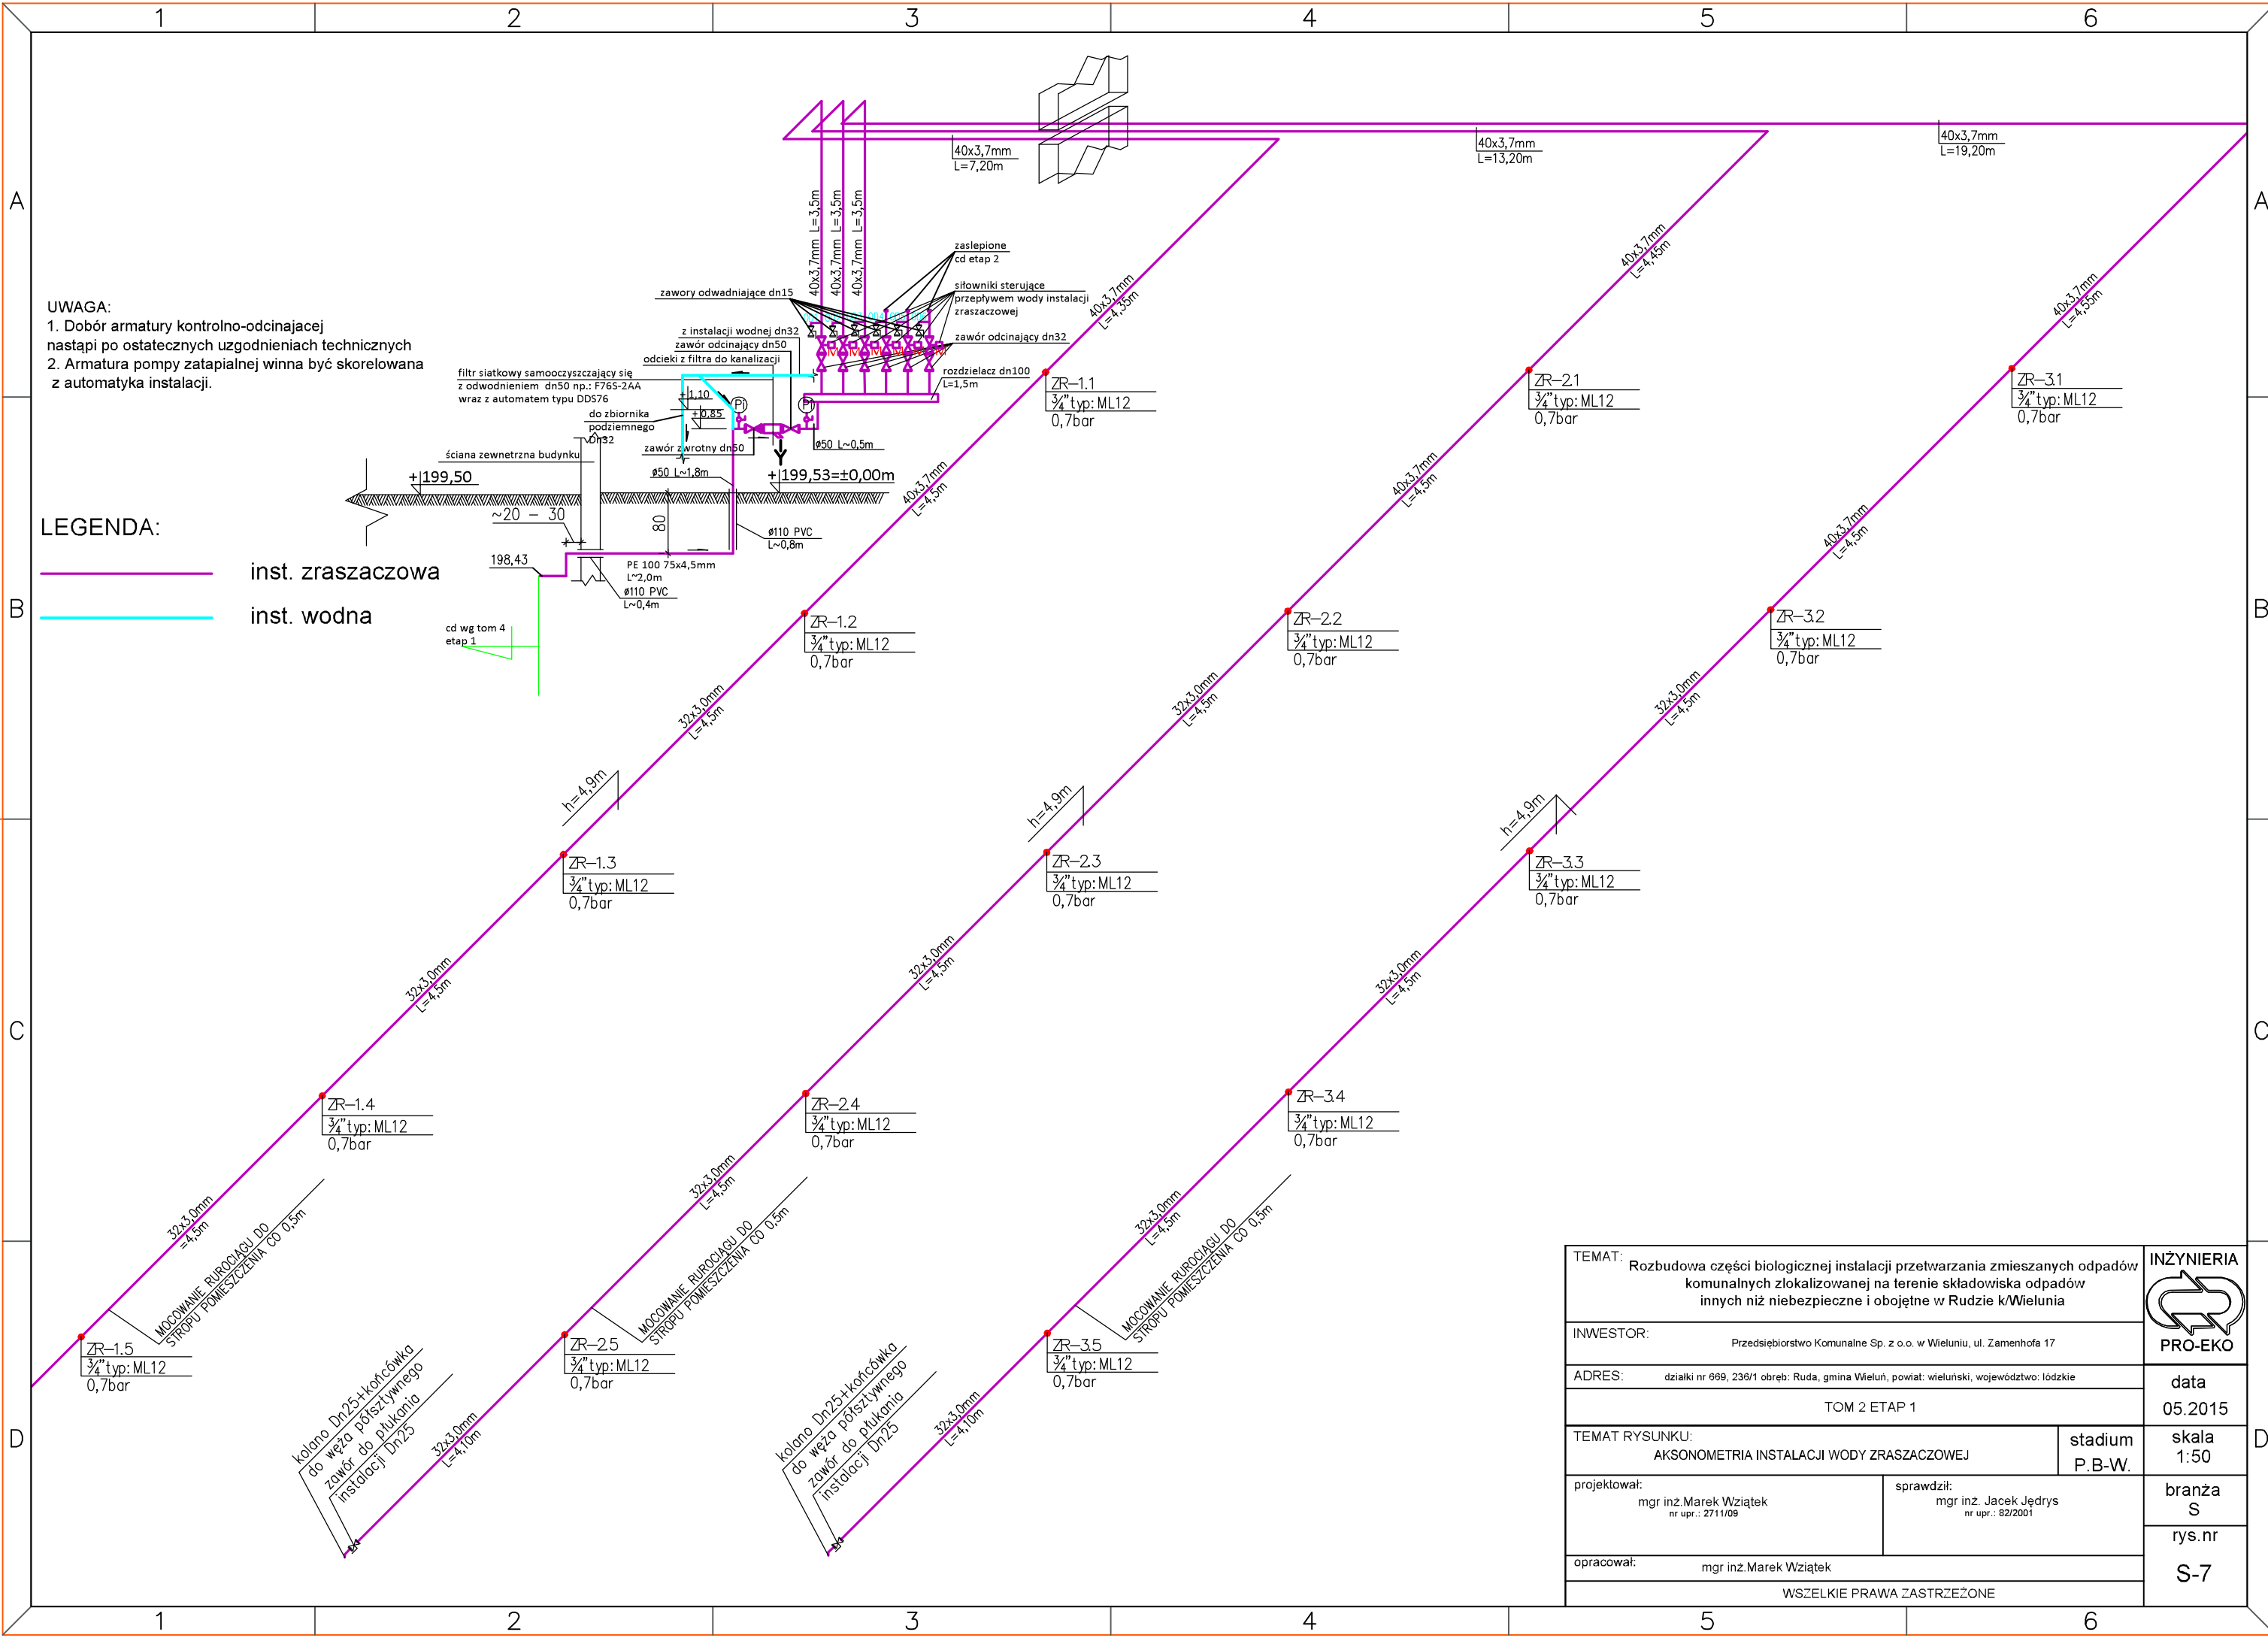 1
2
3
4
5
6
A
A
B
B
C
C
D
D
40x3,7mm
L=7,20m
40x3,7mm
L=13,20m
40x3,7mm
L=19,20m
40x3,7mm L=3,5m
40x3,7mm L=3,5m
40x3,7mm L=3,5m
zaslepione
cd etap 2
siłowniki sterujące
przepływem wody instalacji
zraszaczowej
zawory odwadniające dn15
z instalacji wodnej dn32
zawór odcinający dn50
odcieki z filtra do kanalizacji
zawór odcinający dn32
rozdzielacz dn100
L=1,5m
filtr siatkowy samooczyszczający się
z odwodnieniem dn50 np.: F76S-2AA
wraz z automatem typu DDS76
do zbiornika
podziemnego
Dn32
+1,10
+0,85
Pi
Pi
zawór zwrotny dn50
ø50 L~0,5m
ściana zewnetrzna budynku
+199,50
ø50 L~1,8m
+199,53=±0,00m
~20 - 30
80
ø110 PVC
L~0,8m
198,43
PE 100 75x4,5mm
L~2,0m
ø110 PVC
L~0,4m
cd wg tom 4
etap 1
UWAGA:
1. Dobór armatury kontrolno-odcinajacej
nastąpi po ostatecznych uzgodnieniach technicznych
2. Armatura pompy zatapialnej winna być skorelowana
z automatyka instalacji.
LEGENDA:
inst. zraszaczowa
inst. wodna
40x3,7mm
L=4,35m
ZR-1.1
¾"typ:ML12
0,7bar
40x3,7mm
L=4,5m
ZR-1.2
¾"typ:ML12
0,7bar
32x3,0mm
L=4,5m
h=4,9m
ZR-1.3
¾"typ:ML12
0,7bar
32x3,0mm
L=4,5m
ZR-1.4
¾"typ:ML12
0,7bar
32x3,0mm
=4,5m
MOCOWANIE RUROCIĄGU DO
STROPU POMIESZCZENIA CO 0,5m
ZR-1.5
¾"typ:ML12
0,7bar
40x3,7mm
L=4,45m
ZR-2.1
¾"typ:ML12
0,7bar
40x3,7mm
L=4,5m
ZR-2.2
¾"typ:ML12
0,7bar
32x3,0mm
L=4,5m
h=4,9m
ZR-2.3
¾"typ:ML12
0,7bar
32x3,0mm
L=4,5m
ZR-2.4
¾"typ:ML12
0,7bar
32x3,0mm
L=4,5m
MOCOWANIE RUROCIĄGU DO
STROPU POMIESZCZENIA CO 0,5m
ZR-2.5
¾"typ:ML12
0,7bar
32x3,0mm
L=4,10m
kolano Dn25+końcówka
do węża półsztywnego
zawór do płukania
instalacji Dn25
40x3,7mm
L=4,55m
ZR-3.1
¾"typ:ML12
0,7bar
40x3,7mm
L=4,5m
ZR-3.2
¾"typ:ML12
0,7bar
32x3,0mm
L=4,5m
h=4,9m
ZR-3.3
¾"typ:ML12
0,7bar
32x3,0mm
L=4,5m
ZR-3.4
¾"typ:ML12
0,7bar
32x3,0mm
L=4,5m
MOCOWANIE RUROCIĄGU DO
STROPU POMIESZCZENIA CO 0,5m
ZR-3.5
¾"typ:ML12
0,7bar
32x3,0mm
L=4,10m
kolano Dn25+końcówka
do węża półsztywnego
zawór do płukania
instalacji Dn25
TEMAT: Rozbudowa części biologicznej instalacji przetwarzania zmieszanych odpadów
komunalnych zlokalizowanej na terenie składowiska odpadów
innych niż niebezpieczne i obojętne w Rudzie k/Wielunia
INŻYNIERIA
PRO-EKO
INWESTOR: Przedsiębiorstwo Komunalne Sp. z o.o. w Wieluniu, ul. Zamenhofa 17
ADRES: działki nr 669, 236/1 obręb: Ruda, gmina Wieluń, powiat: wieluński, województwo: łódzkie
TOM 2 ETAP 1
data
05.2015
TEMAT RYSUNKU:
AKSONOMETRIA INSTALACJI WODY ZRASZACZOWEJ
stadium
P.B-W.
skala
1:50
projektował:
mgr inż.Marek Wziątek
nr upr.: 2711/09
sprawdził:
mgr inż. Jacek Jędrys
nr upr.: 82/2001
branża
S
rys.nr
S-7
opracował: mgr inż.Marek Wziątek
WSZELKIE PRAWA ZASTRZEŻONE
1
2
3
4
5
6